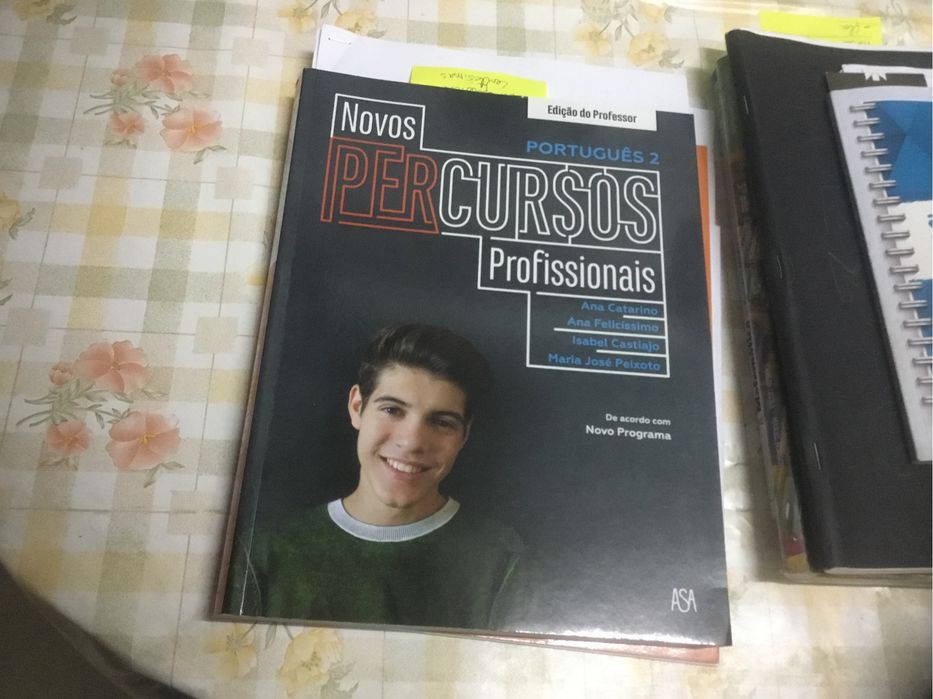 Edição do Professor
Novos
PORTUGUÊS 2
PERCURSOS
Profissionais
Ana Catarino
Ana Felicíssimo
Isabel Castiajo
Maria José Peixoto
De acordo com
Novo Programa
ASA